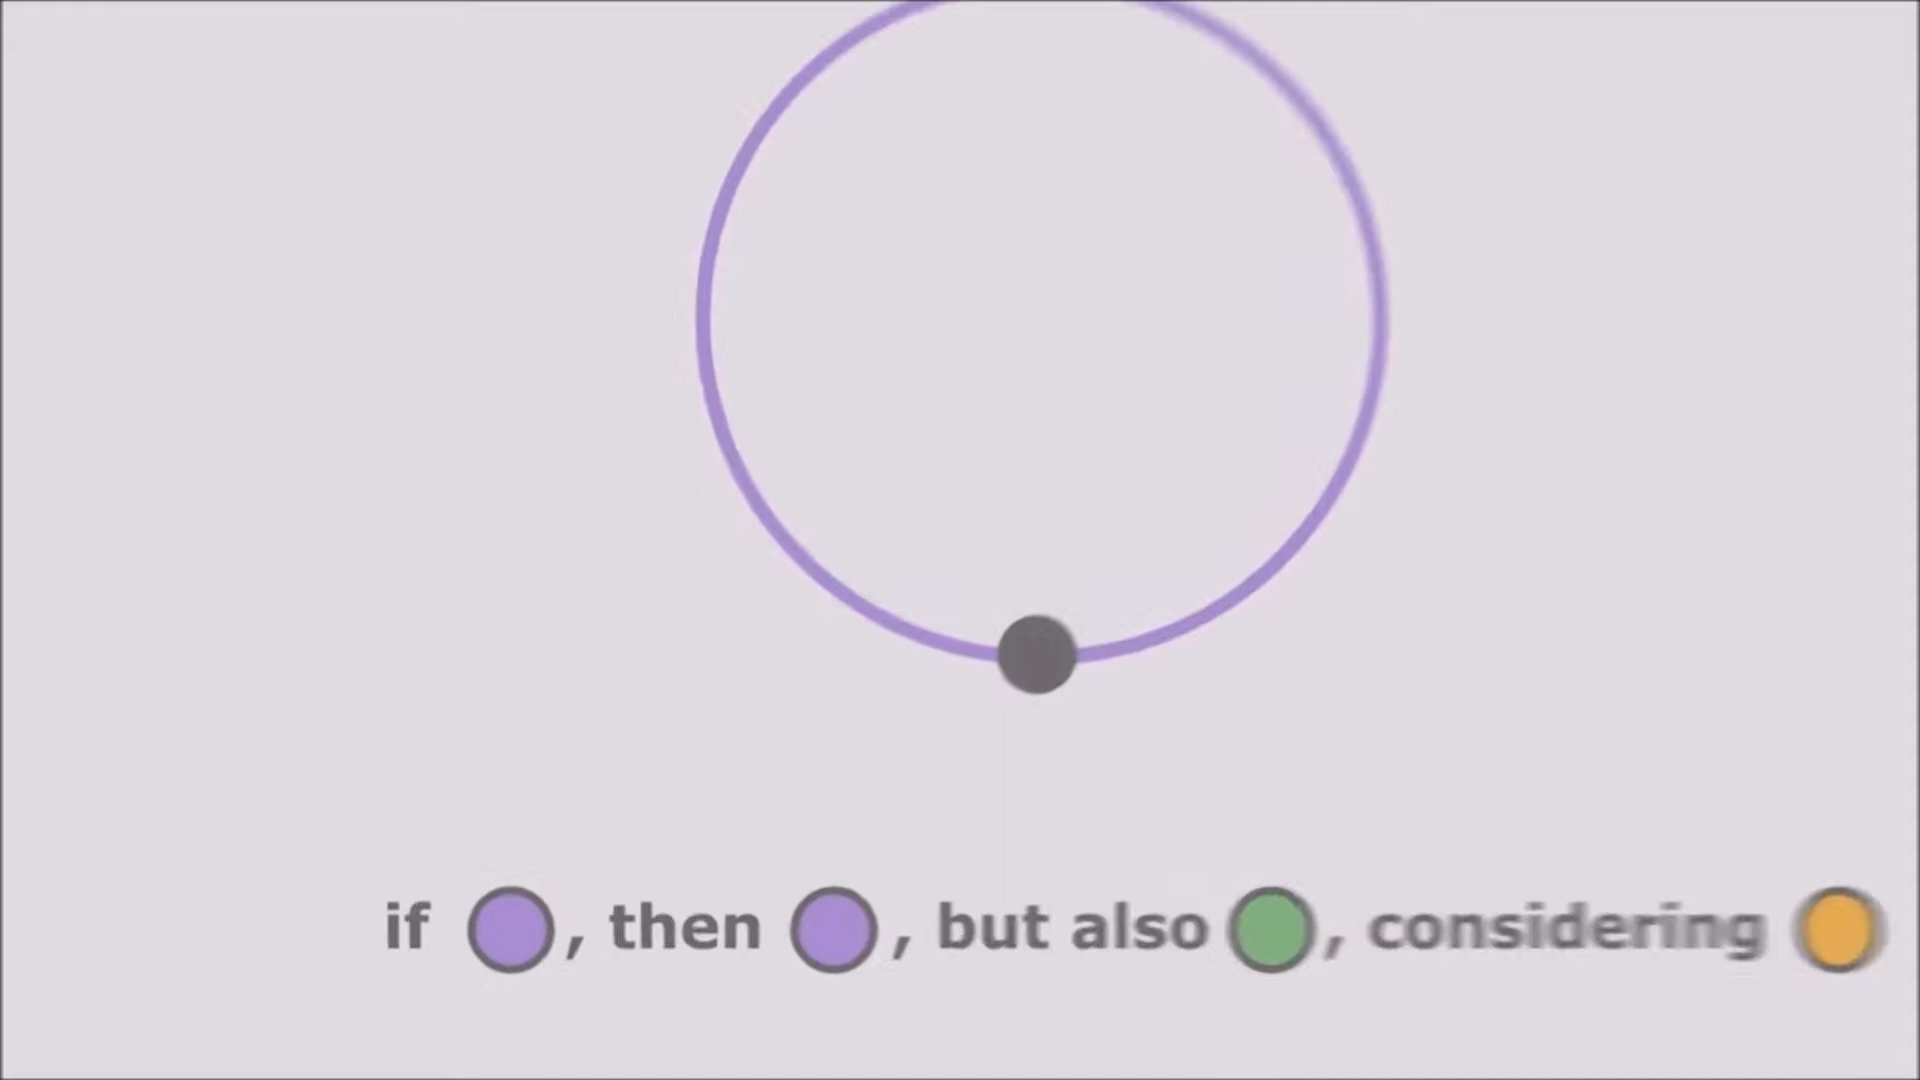 if , then , but also , considering